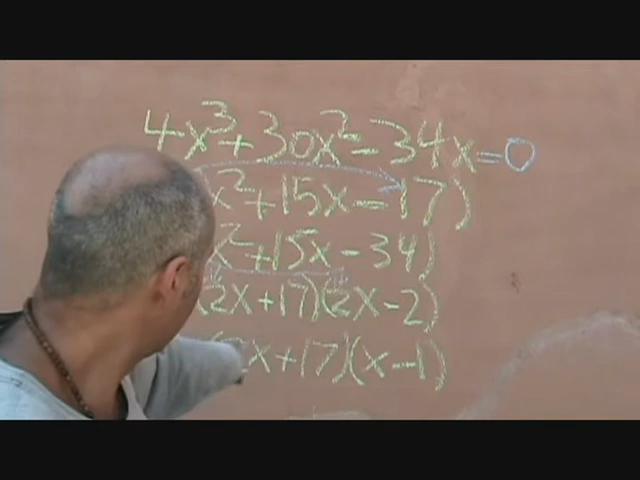 4x³+30x²-34x=0
x²+15x-17)
x²+15x-34)
(2x+17)(2x-2)
x+17)(x-1)